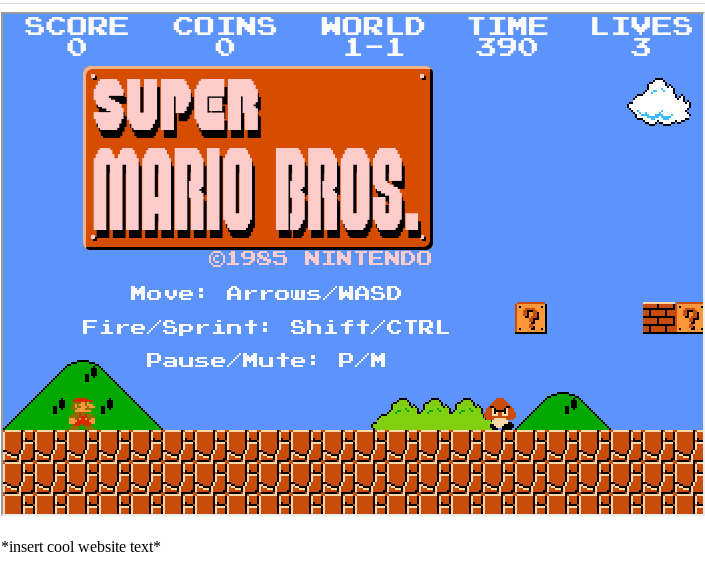 SCORE COINS WORLD TIME LIVES
0 0 1-1 390 3
SUPER
MARIO BROS.
©1985 NINTENDO
Move: Arrows/WASD
? ?
Fire/Sprint: Shift/CTRL
Pause/Mute: P/M
*insert cool website text*